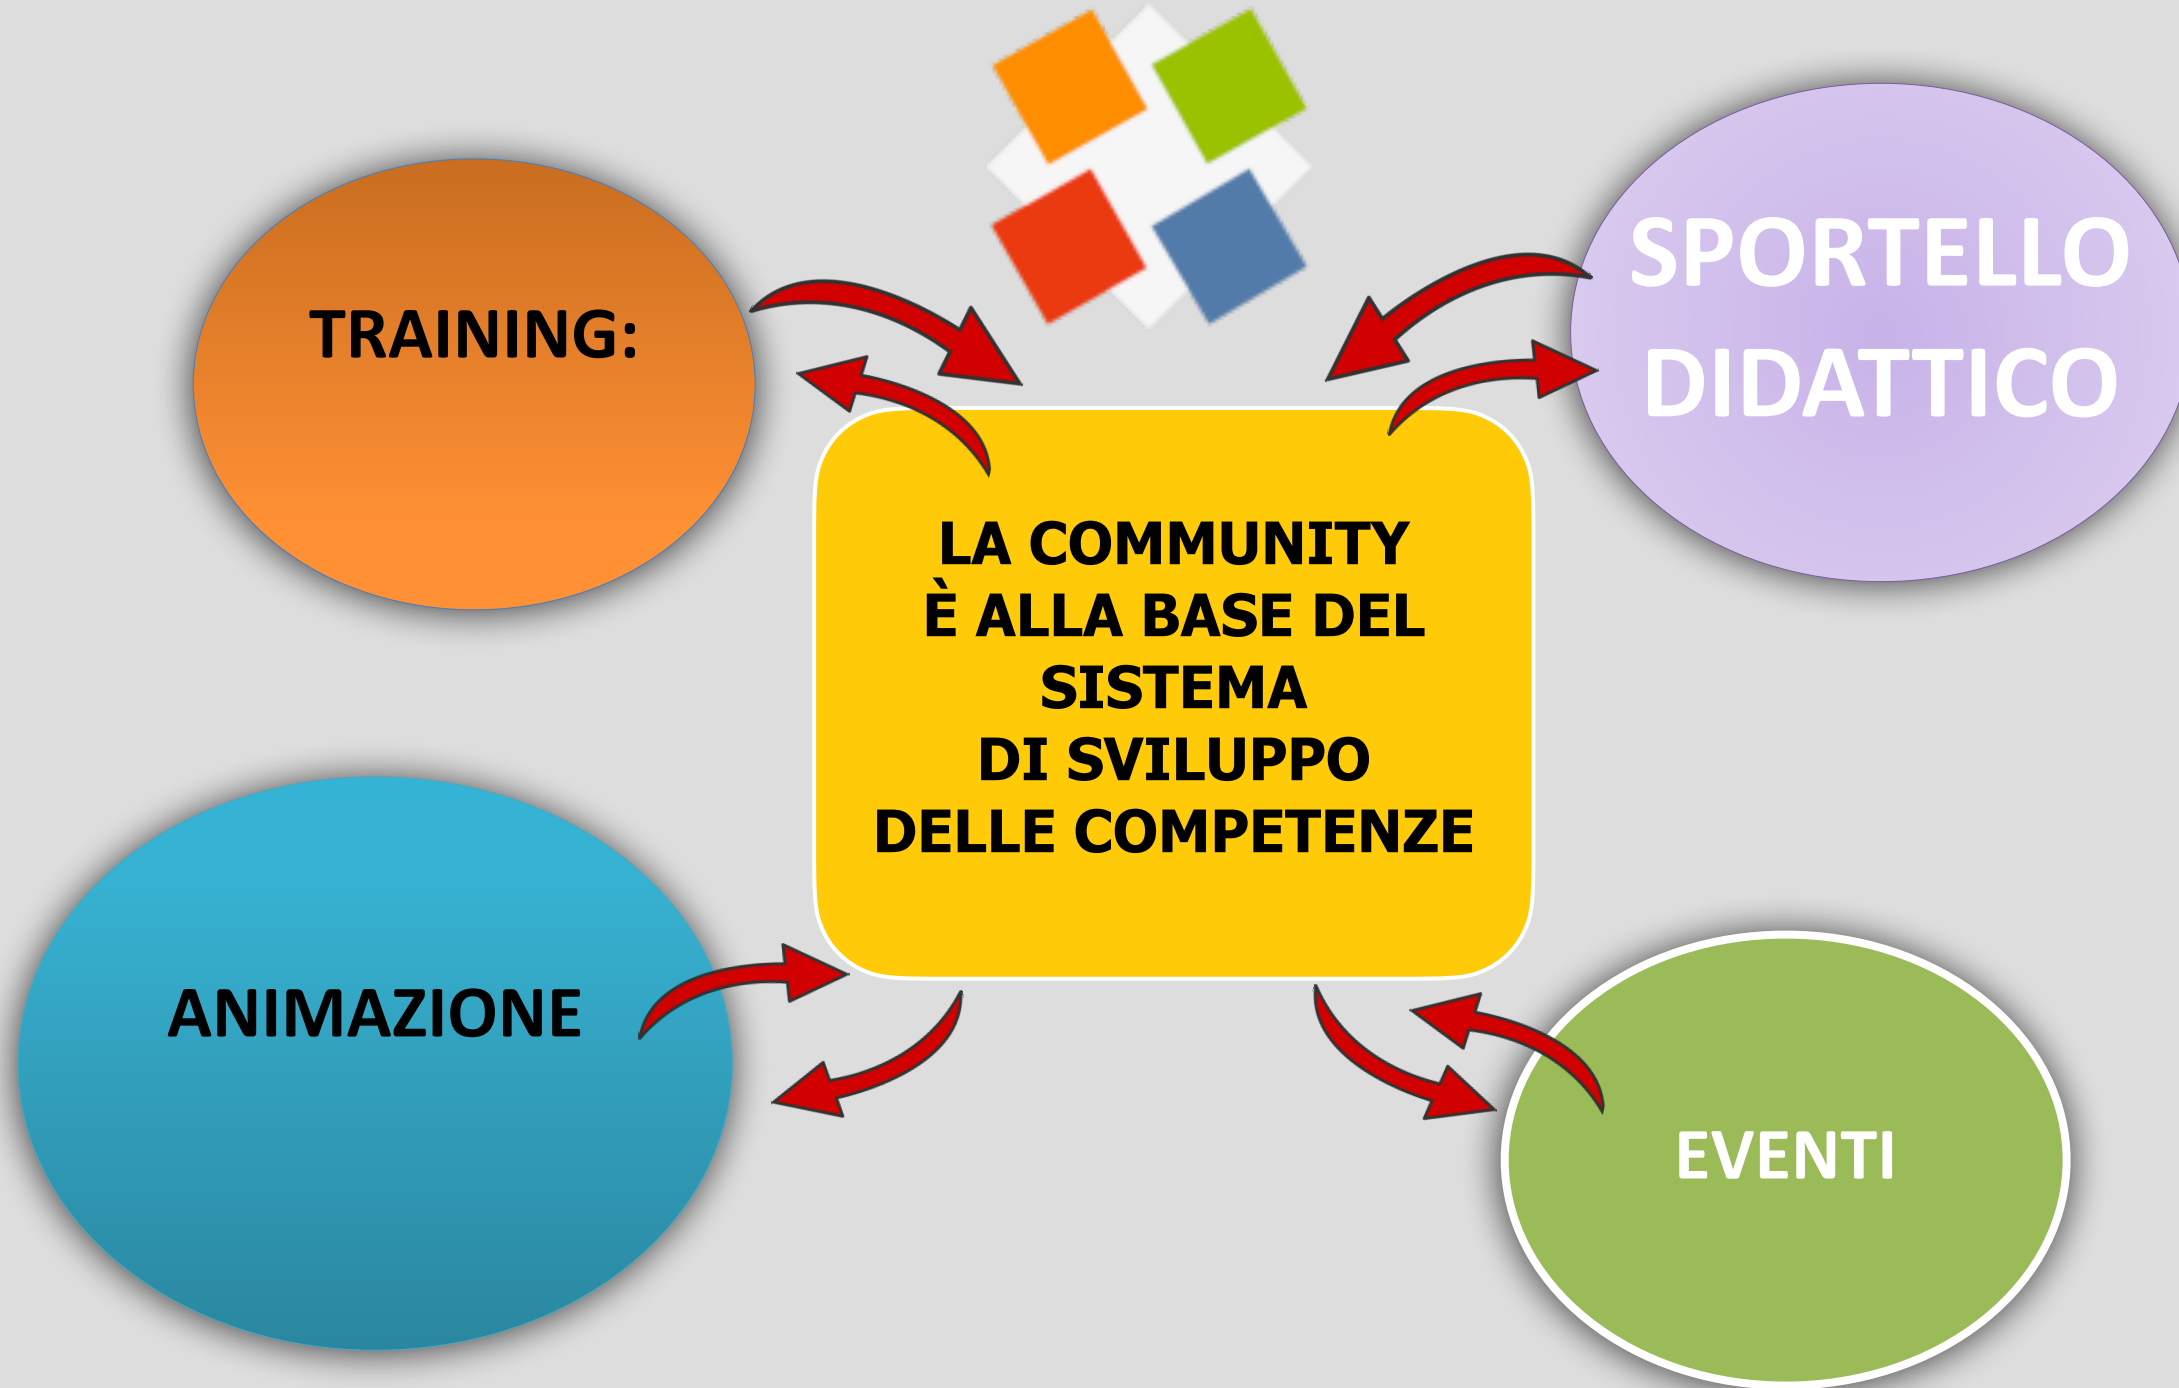 TRAINING:
SPORTELLO
DIDATTICO
LA COMMUNITY
È ALLA BASE DEL
SISTEMA
DI SVILUPPO
DELLE COMPETENZE
ANIMAZIONE
EVENTI